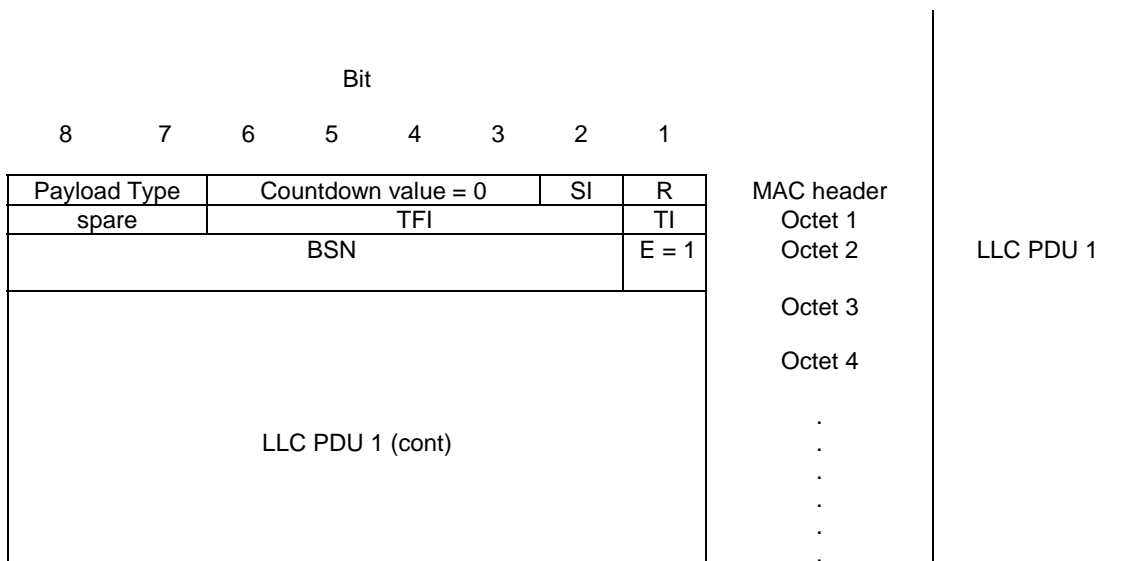 Bit
8 7 6 5 4 3 2 1
Payload Type Countdown value = 0 SI R MAC header
spare TFI TI Octet 1
BSN E = 1 Octet 2 LLC PDU 1
Octet 3
Octet 4
.
LLC PDU 1 (cont)
.
.
.
.
.